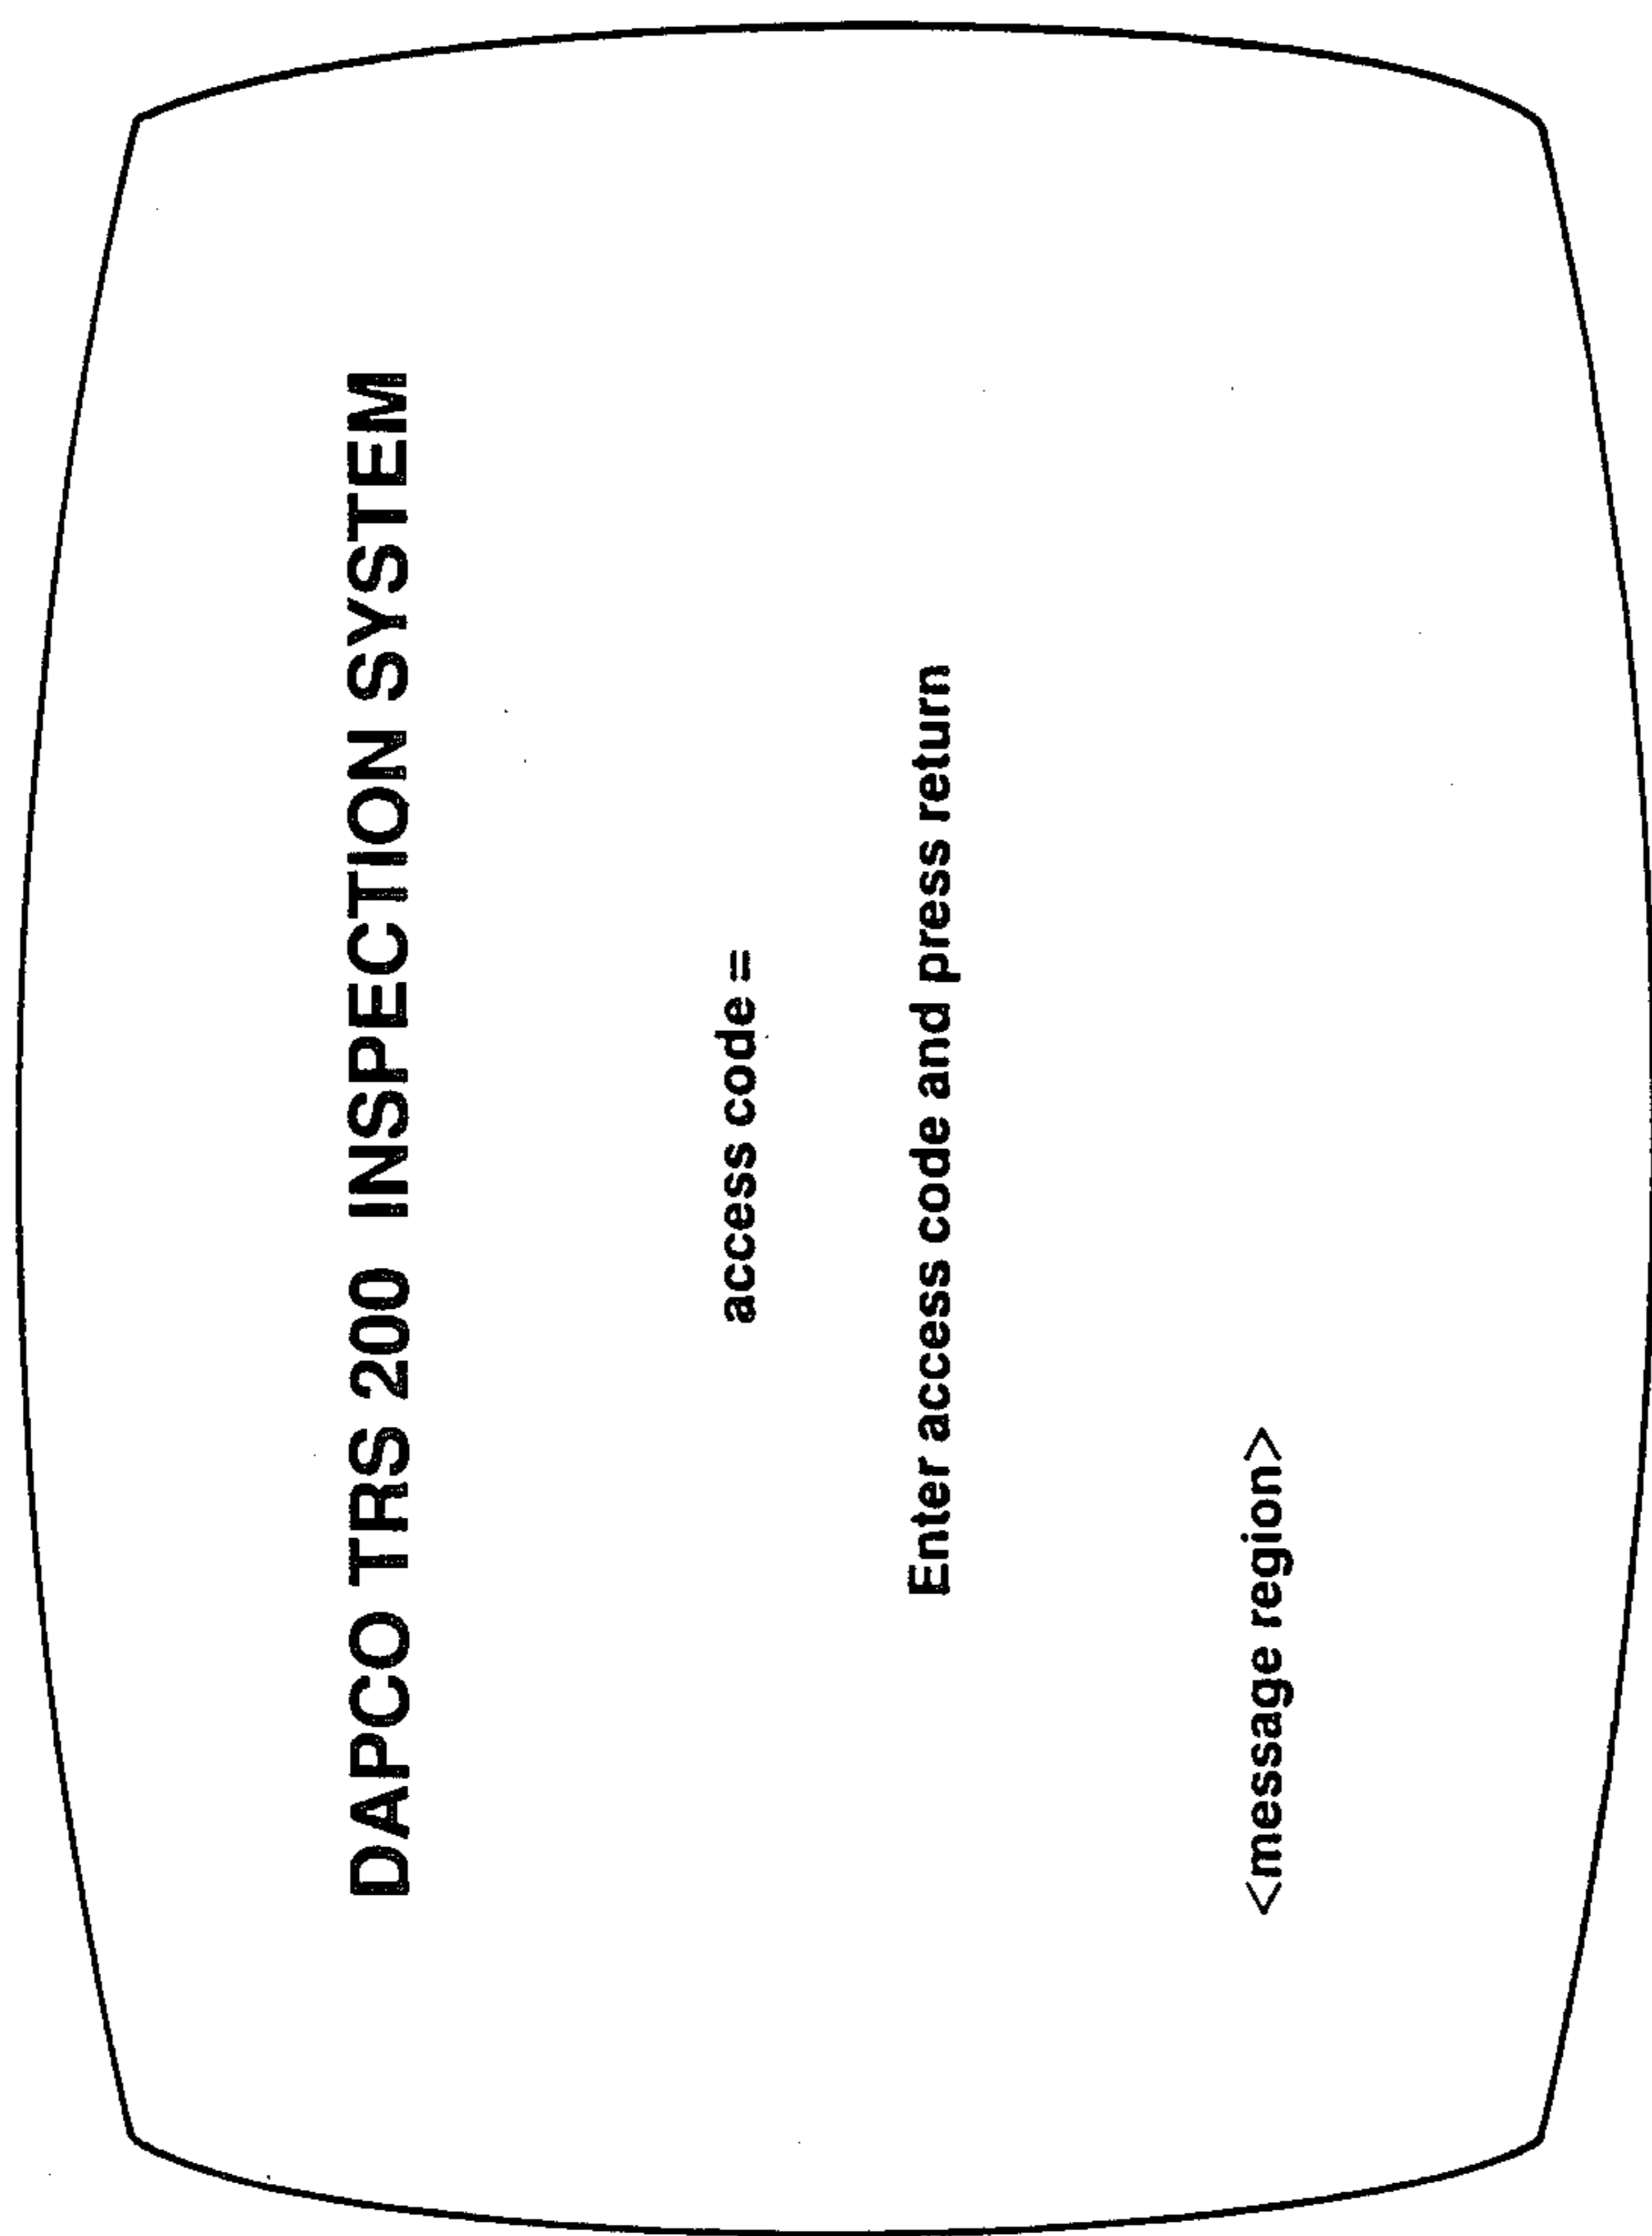 DAPCO TRS 200 INSPECTION SYSTEM
access code =
Enter access code and press return
<message region>